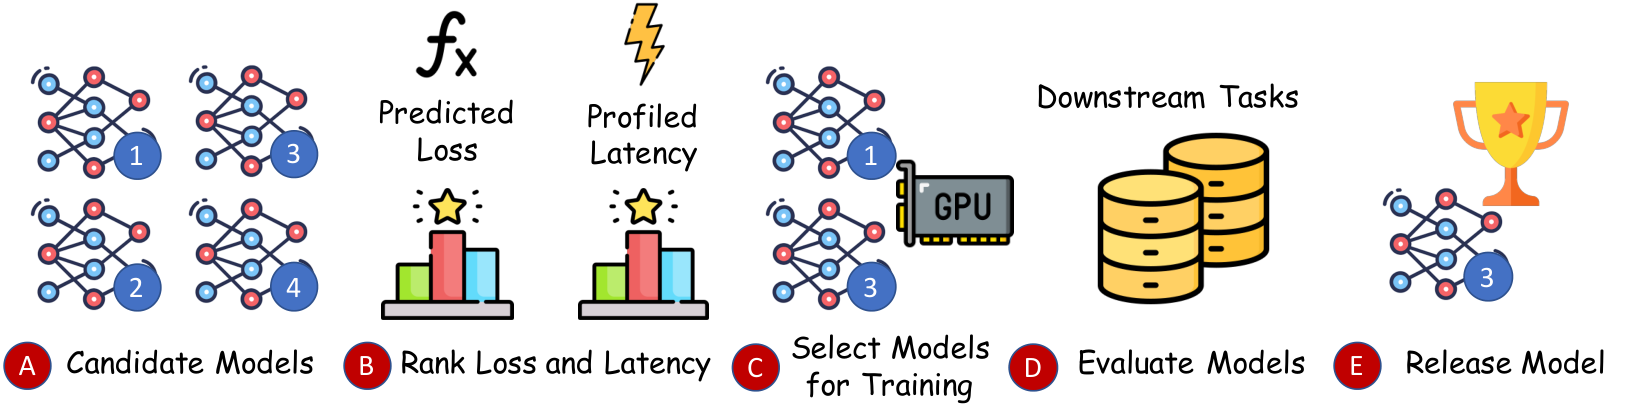 1
3
2
4
fx
Predicted
Loss
Profiled
Latency
1
3
GPU
Downstream Tasks
3
A Candidate Models
B Rank Loss and Latency
C Select Models
for Training
D Evaluate Models
E Release Model